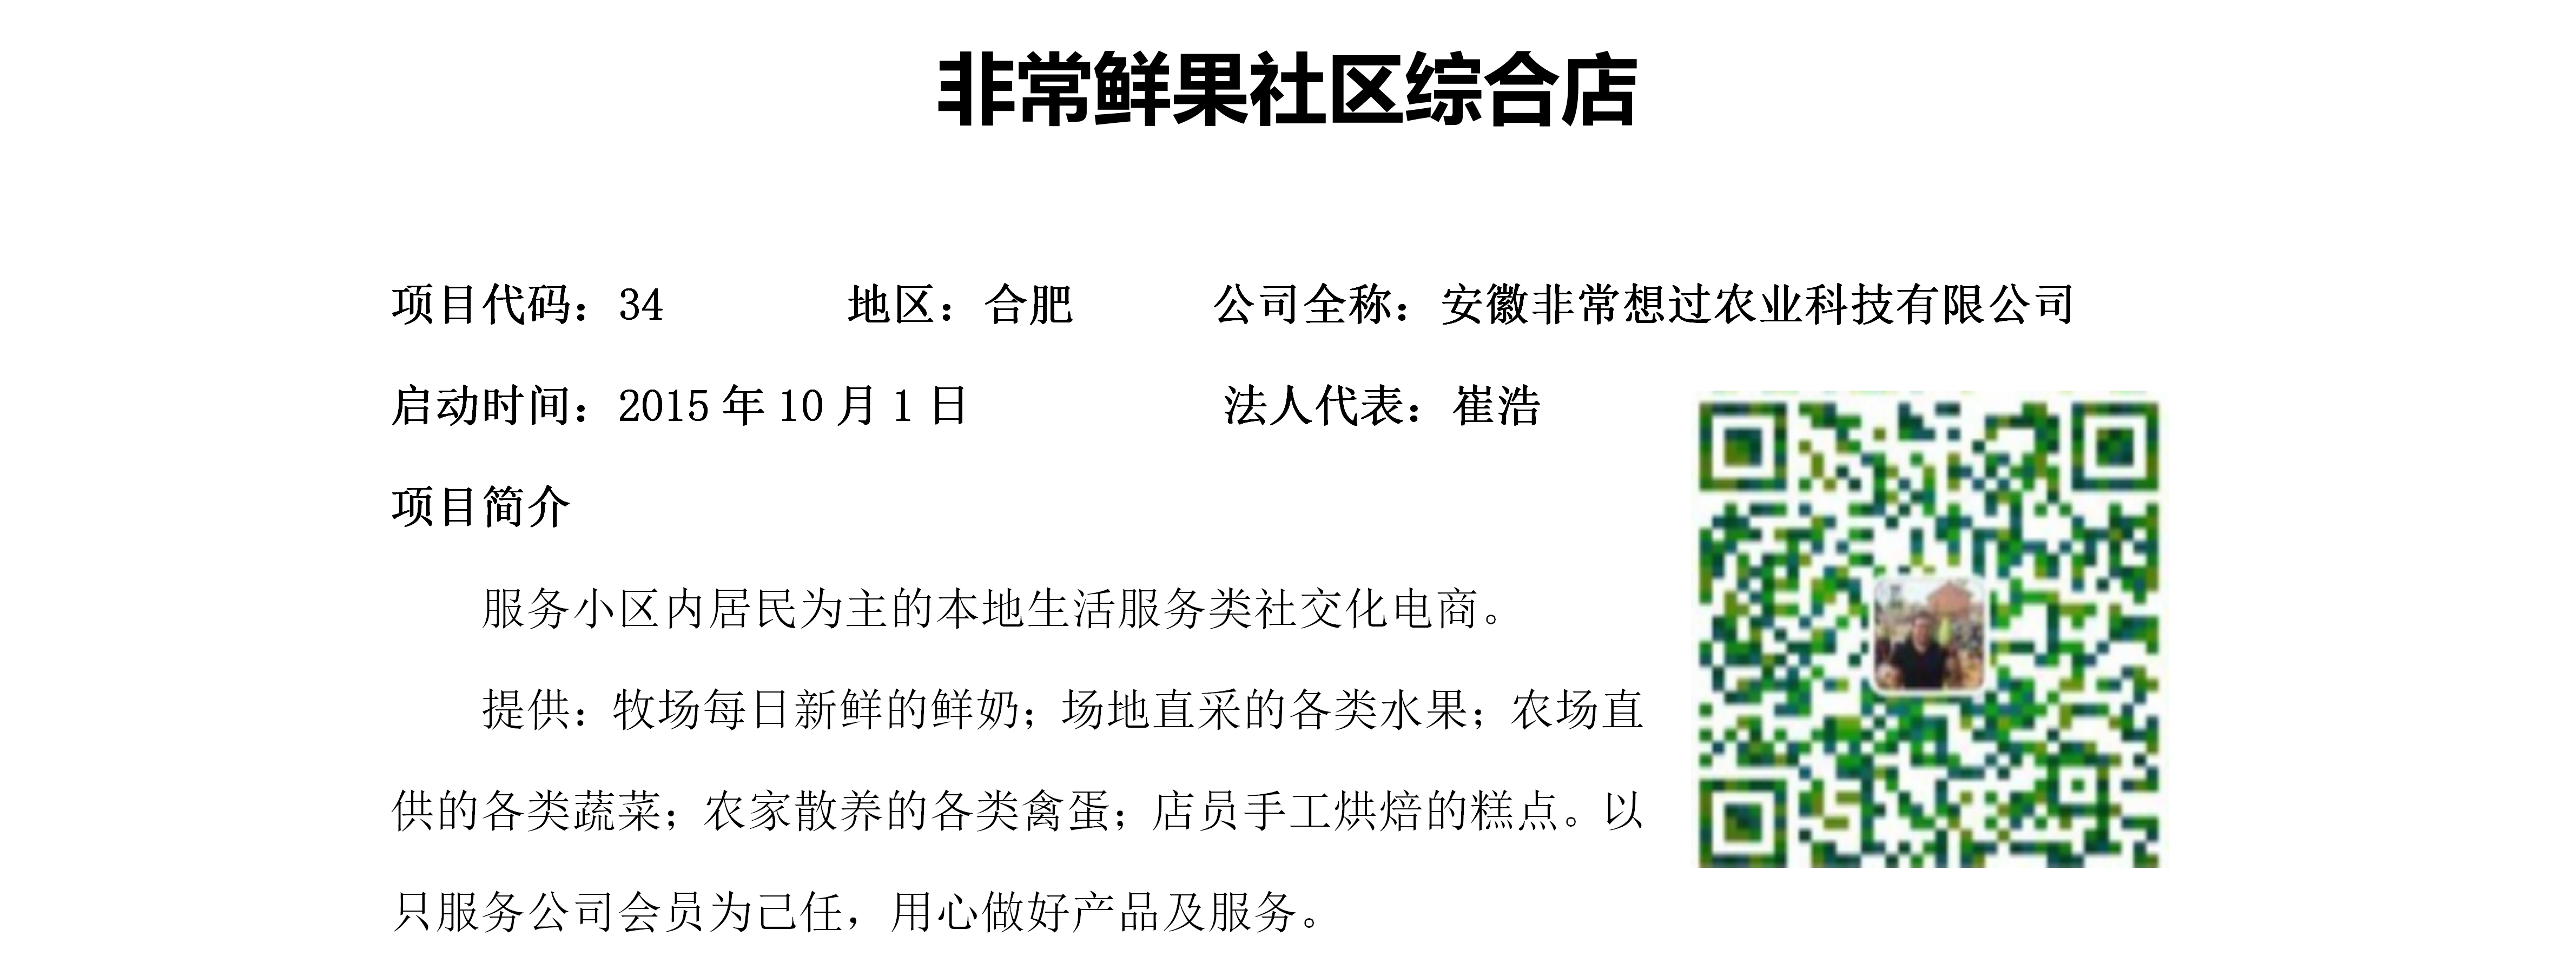 非常鲜果社区综合店
项目代码：34 地区：合肥 公司全称：安徽非常想过农业科技有限公司
启动时间：2015 年 10 月 1 日 法人代表：崔浩
项目简介
服务小区内居民为主的本地生活服务类社交化电商。
提供：牧场每日新鲜的鲜奶；场地直采的各类水果；农场直
供的各类蔬菜；农家散养的各类禽蛋；店员手工烘焙的糕点。以
只服务公司会员为己任，用心做好产品及服务。